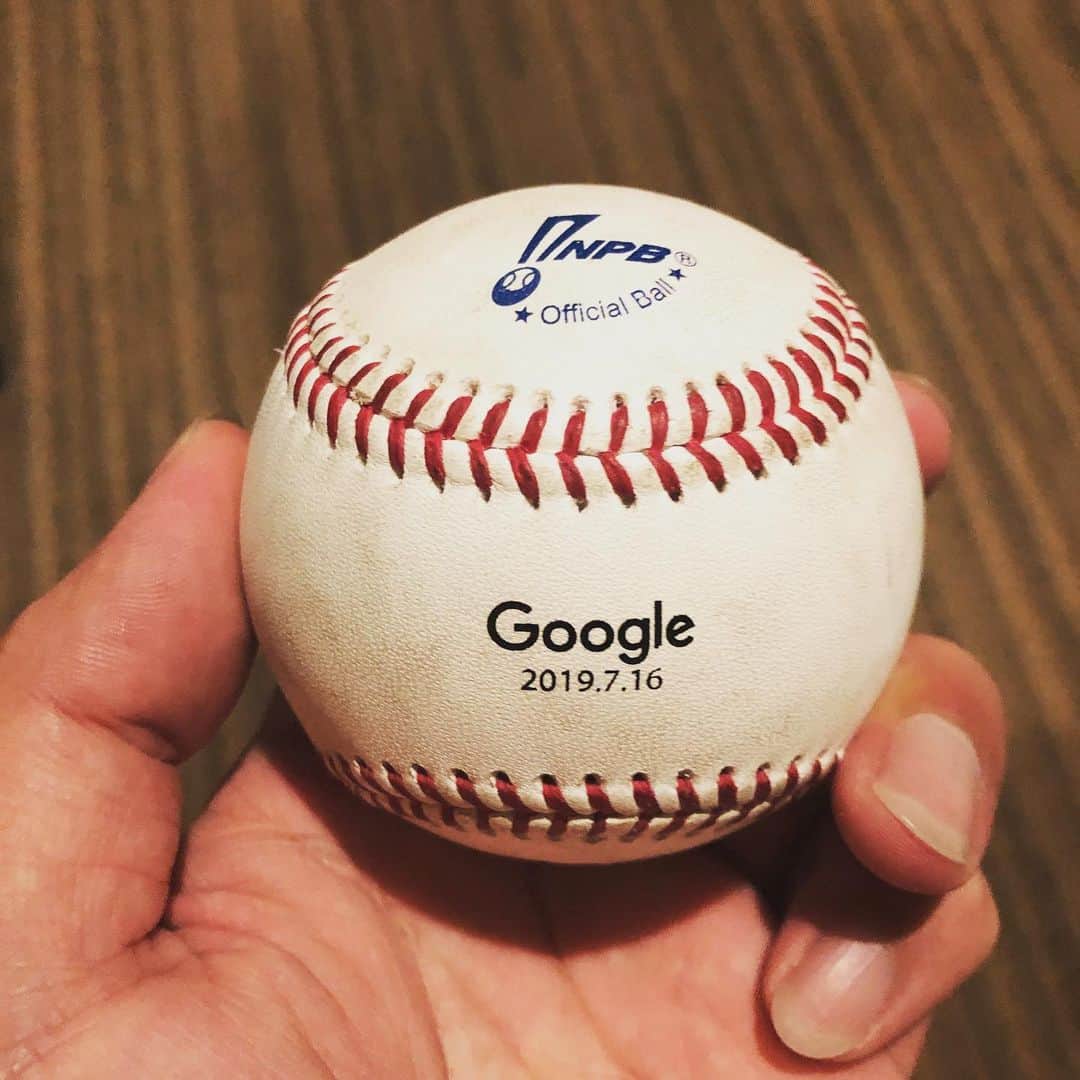 NPB®
★ Official Ball ★
Google
2019.7.16